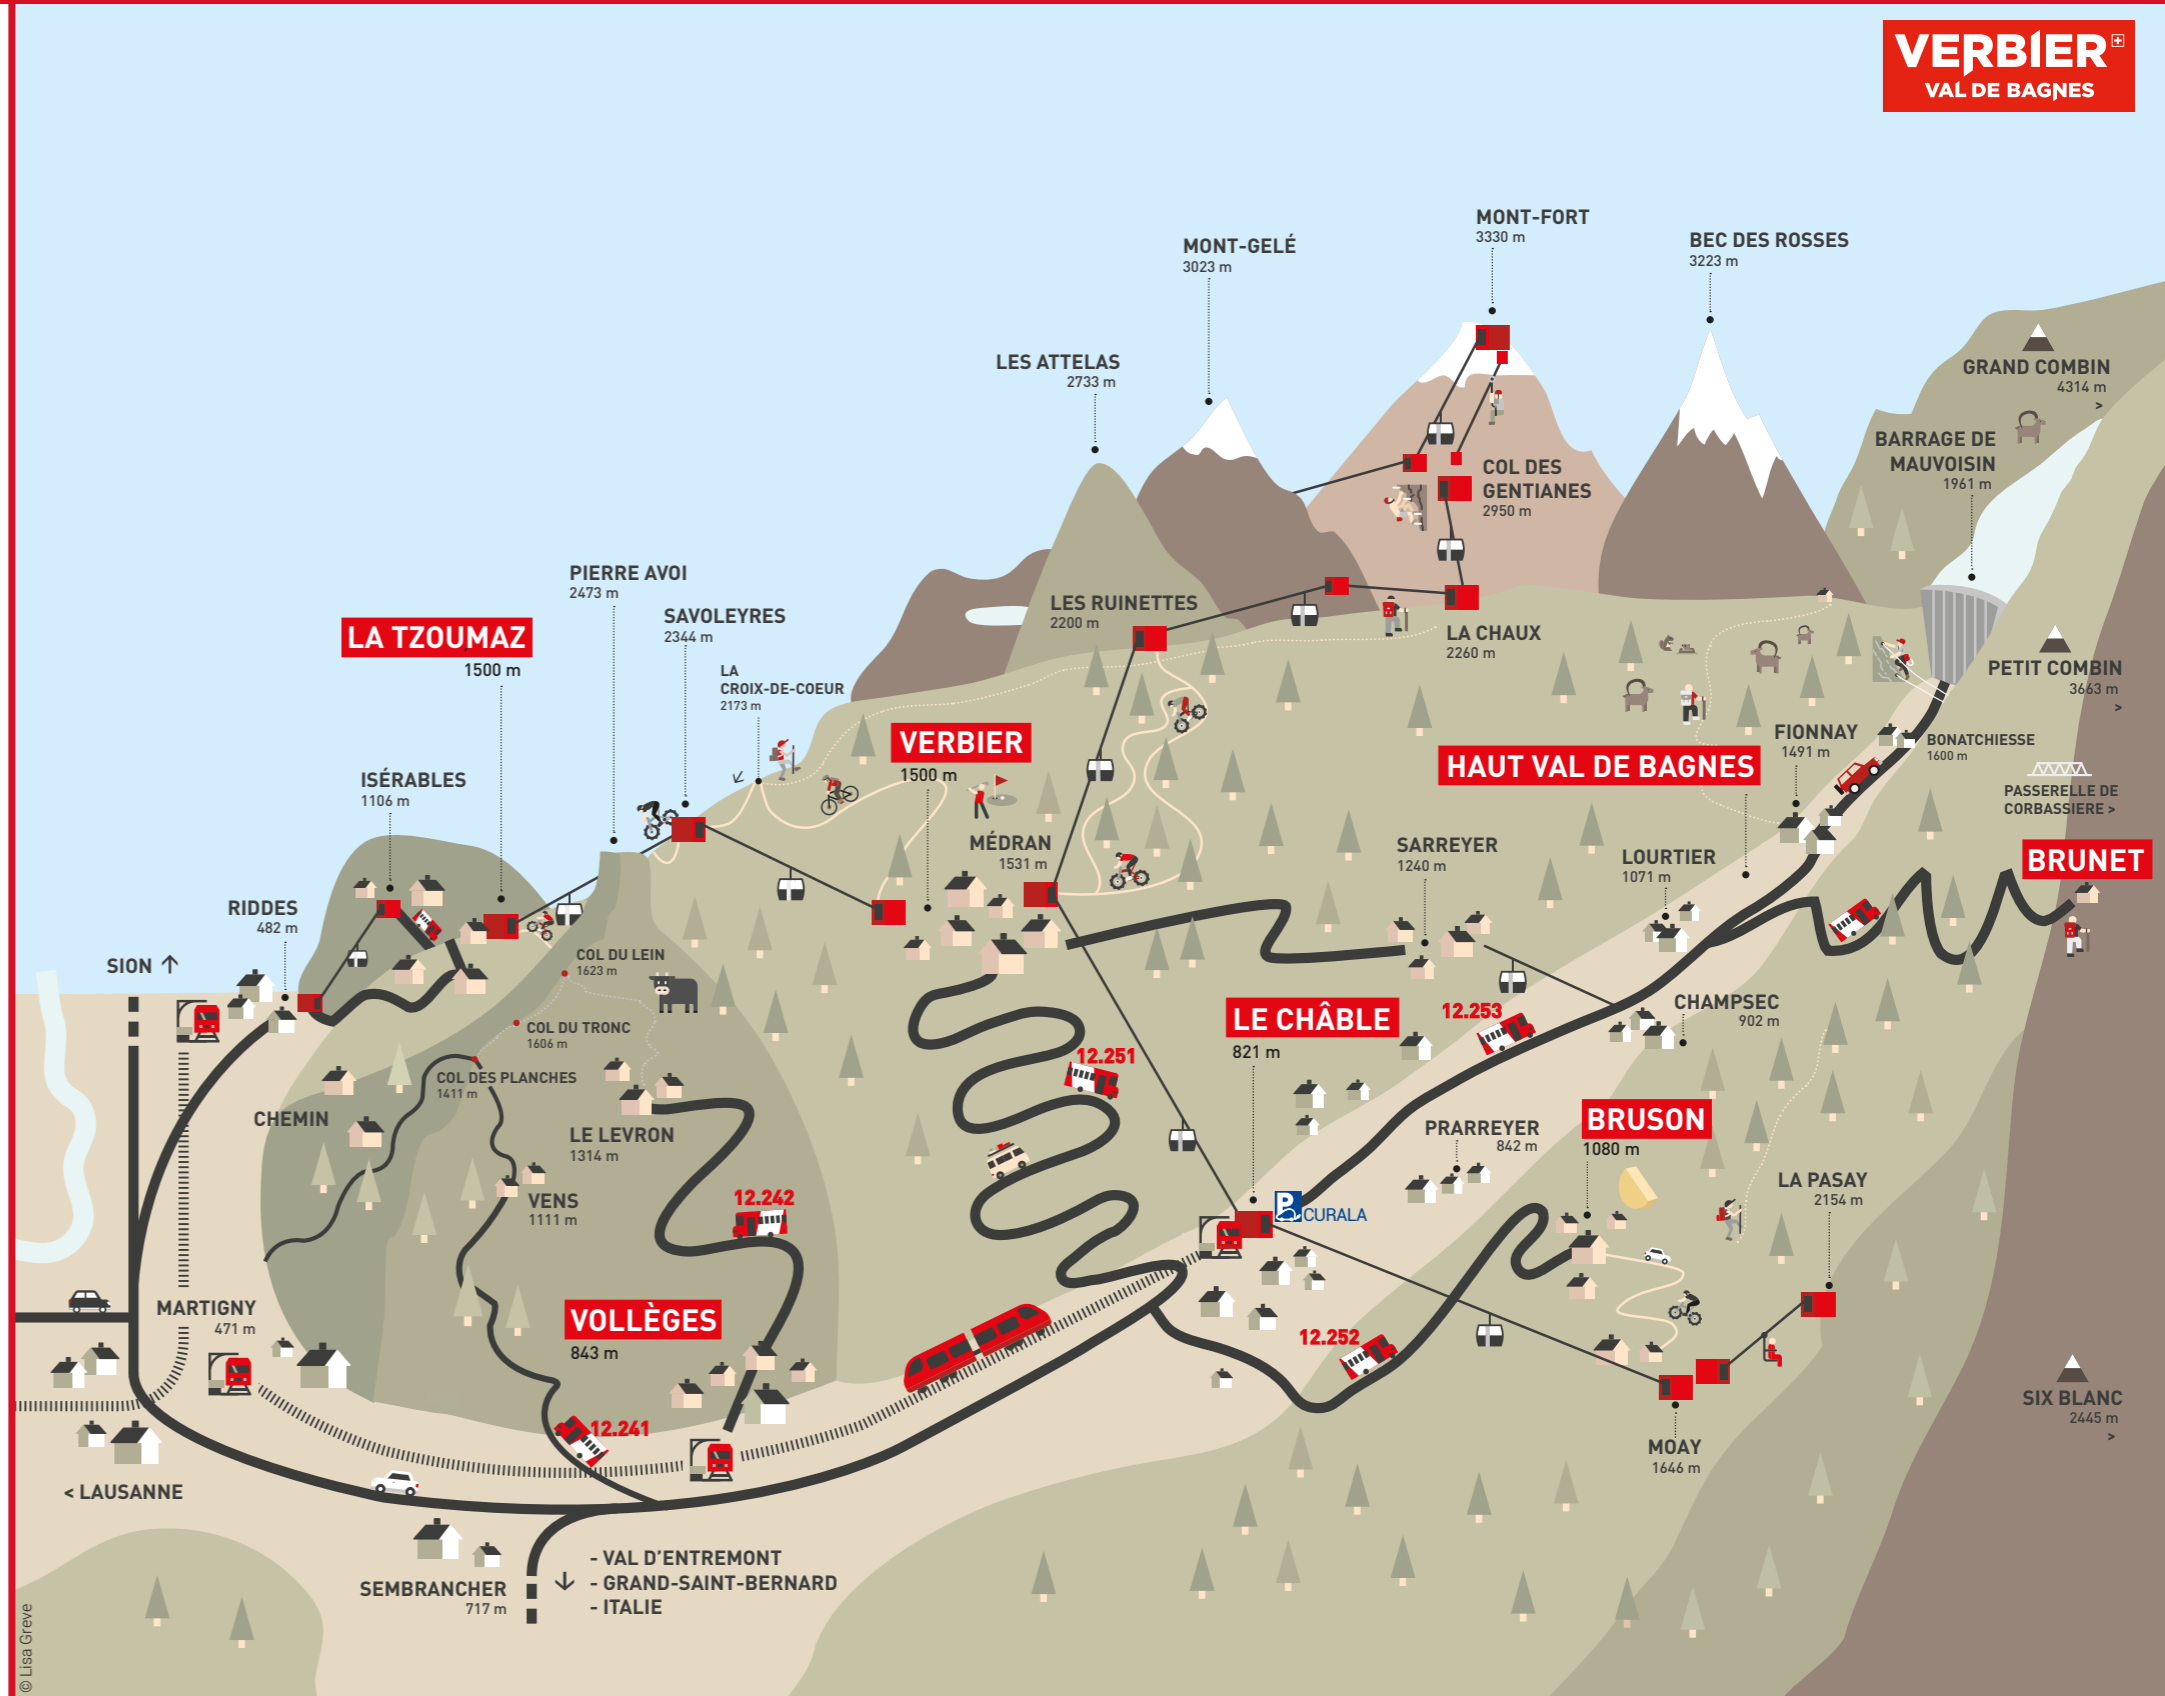 VERBIER
VAL DE BAGNES
MONT-FORT
3330 m
MONT-GELÉ
3023 m
BEC DES ROSSES
3223 m
LES ATTELAS
2733 m
GRAND COMBIN
4314 m
>
BARRAGE DE
MAUVOISIN
1961 m
COL DES
GENTIANES
2950 m
PIERRE AVOI
2473 m
SAVOLEYRES
2344 m
LES RUINETTES
2200 m
LA CHAUX
2260 m
LA TZOUMAZ
1500 m
LA
CROIX-DE-COEUR
2173 m
PETIT COMBIN
3663 m
>
VERBIER
1500 m
FIONNAY
1491 m
BONATCHIESSE
1600 m
HAUT VAL DE BAGNES
ISÉRABLES
1106 m
PASSERELLE DE
CORBASSIERE >
MÉDRAN
1531 m
SARREYER
1240 m
LOURTIER
1071 m
BRUNET
RIDDES
482 m
SION ↑
COL DU LEIN
1623 m
COL DU TRONC
1606 m
LE CHÂBLE
821 m
12.253
CHAMPSEC
902 m
12.251
COL DES PLANCHES
1411 m
CHEMIN
LE LEVRON
1314 m
PRARREYER
842 m
BRUSON
1080 m
VENS
1111 m
12.242
P
CURALA
LA PASAY
2154 m
MARTIGNY
471 m
VOLLÈGES
843 m
12.252
12.241
SIX BLANC
2445 m
>
MOAY
1646 m
< LAUSANNE
SEMBRANCHER
717 m
↓
- VAL D'ENTREMONT
- GRAND-SAINT-BERNARD
- ITALIE
© Lisa Greve